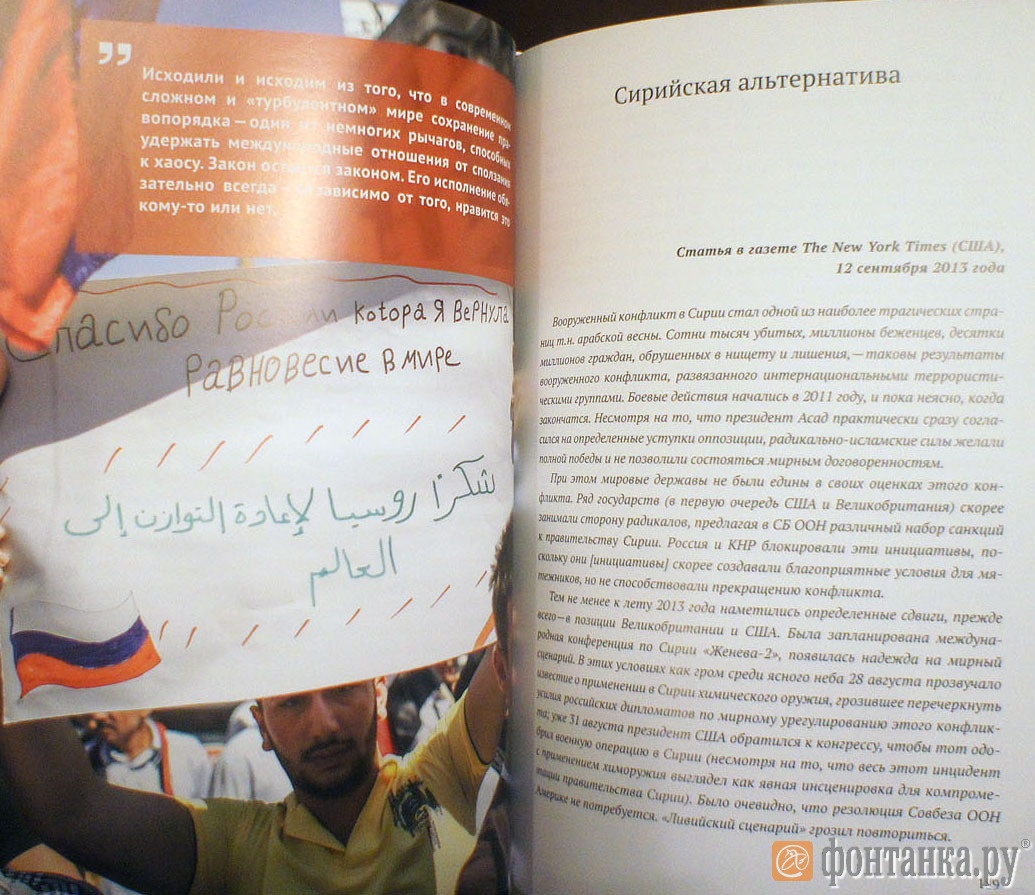 ”
Исходили и исходим из того, что в современном
сложном и «турбулентном» мире сохранение пра-
вопорядка – один из немногих рычагов, способных
удержать международные отношения от сползания
к хаосу. Закон остается законом. Его исполнение обя-
зательно всегда – независимо от того, нравится это
кому-то или нет.
Спасибо России которая вернула
равновесие в мире
شكرًا روسيا لإعادة التوازن إلى
العالم
Сирийская альтернатива
Статья в газете The New York Times (США),
12 сентября 2013 года
Вооруженный конфликт в Сирии стал одной из наиболее трагических стра-
ниц т.н. арабской весны. Сотни тысяч убитых, миллионы беженцев, десятки
миллионов граждан, обрушенных в нищету и лишения, – таковы результаты
вооруженного конфликта, развязанного интернациональными террористи-
ческими группами. Боевые действия начались в 2011 году, и пока неясно, когда
закончатся. Несмотря на то, что президент Асад практически сразу согла-
сился на определенные уступки оппозиции, радикально-исламские силы желали
полной победы и не позволили состояться мирным договоренностям.
При этом мировые державы не были едины в своих оценках этого кон-
фликта. Ряд государств (в первую очередь США и Великобритания) скорее
занимали сторону радикалов, предлагая в СБ ООН различный набор санкций
к правительству Сирии. Россия и КНР блокировали эти инициативы, по-
скольку они [инициативы] скорее создавали благоприятные условия для мя-
тежников, но не способствовали прекращению конфликта.
Тем не менее к лету 2013 года наметились определенные сдвиги, прежде
всего – в позиции Великобритании и США. Была запланирована междуна-
родная конференция по Сирии «Женева-2», появилась надежда на мирный
сценарий. В этих условиях как гром среди ясного неба 28 августа прозвучало
известие о применении в Сирии химического оружия, грозившее перечеркнуть
усилия российских дипломатов по мирному урегулированию этого конфлик-
та; уже 31 августа президент США обратился к конгрессу, чтобы тот одо-
брил военную операцию в Сирии (несмотря на то, что весь этот инцидент
с применением химоружия выглядел как явная инсценировка для компроме-
тации правительства Сирии). Было очевидно, что резолюция Совбеза ООН
Америке не потребуется. «Ливийский сценарий» грозил повториться.
фонтанка.ру®